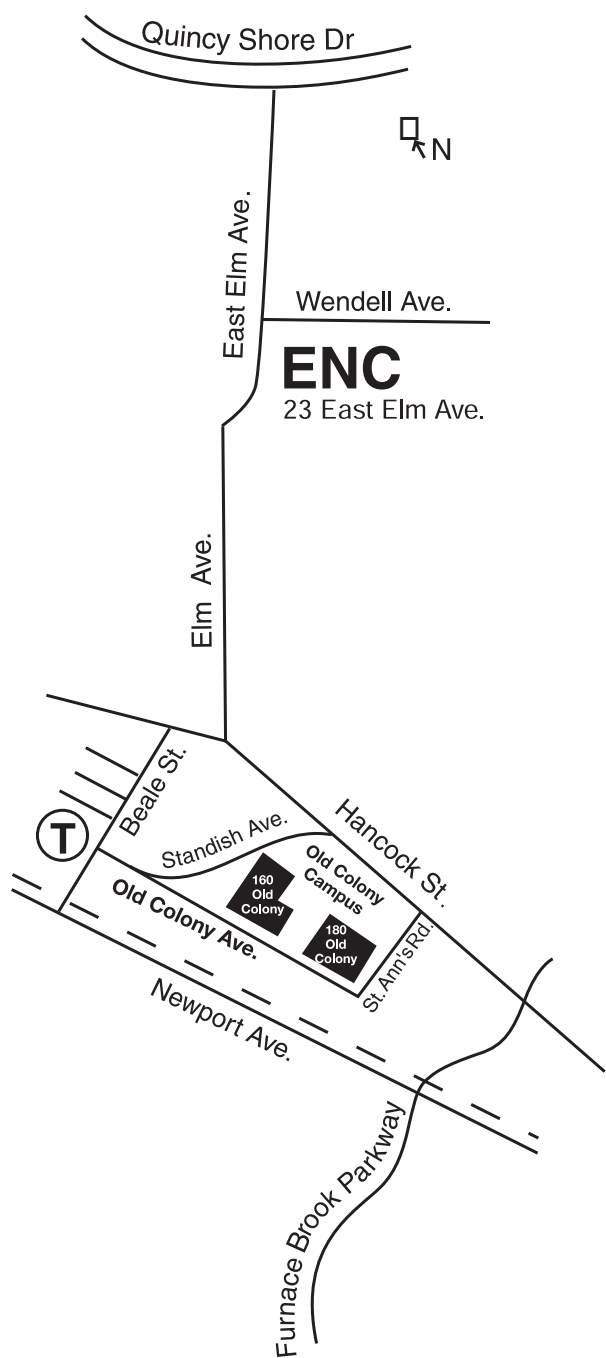 Quincy Shore Dr
N
East Elm Ave.
Wendell Ave.
ENC
23 East Elm Ave.
Elm Ave.
Beale St.
T
Standish Ave.
Hancock St.
Old Colony
Campus
160
Old
Colony
180
Old
Colony
Old Colony Ave.
St. Ann's Rd.
Newport Ave.
Furnace Brook Parkway